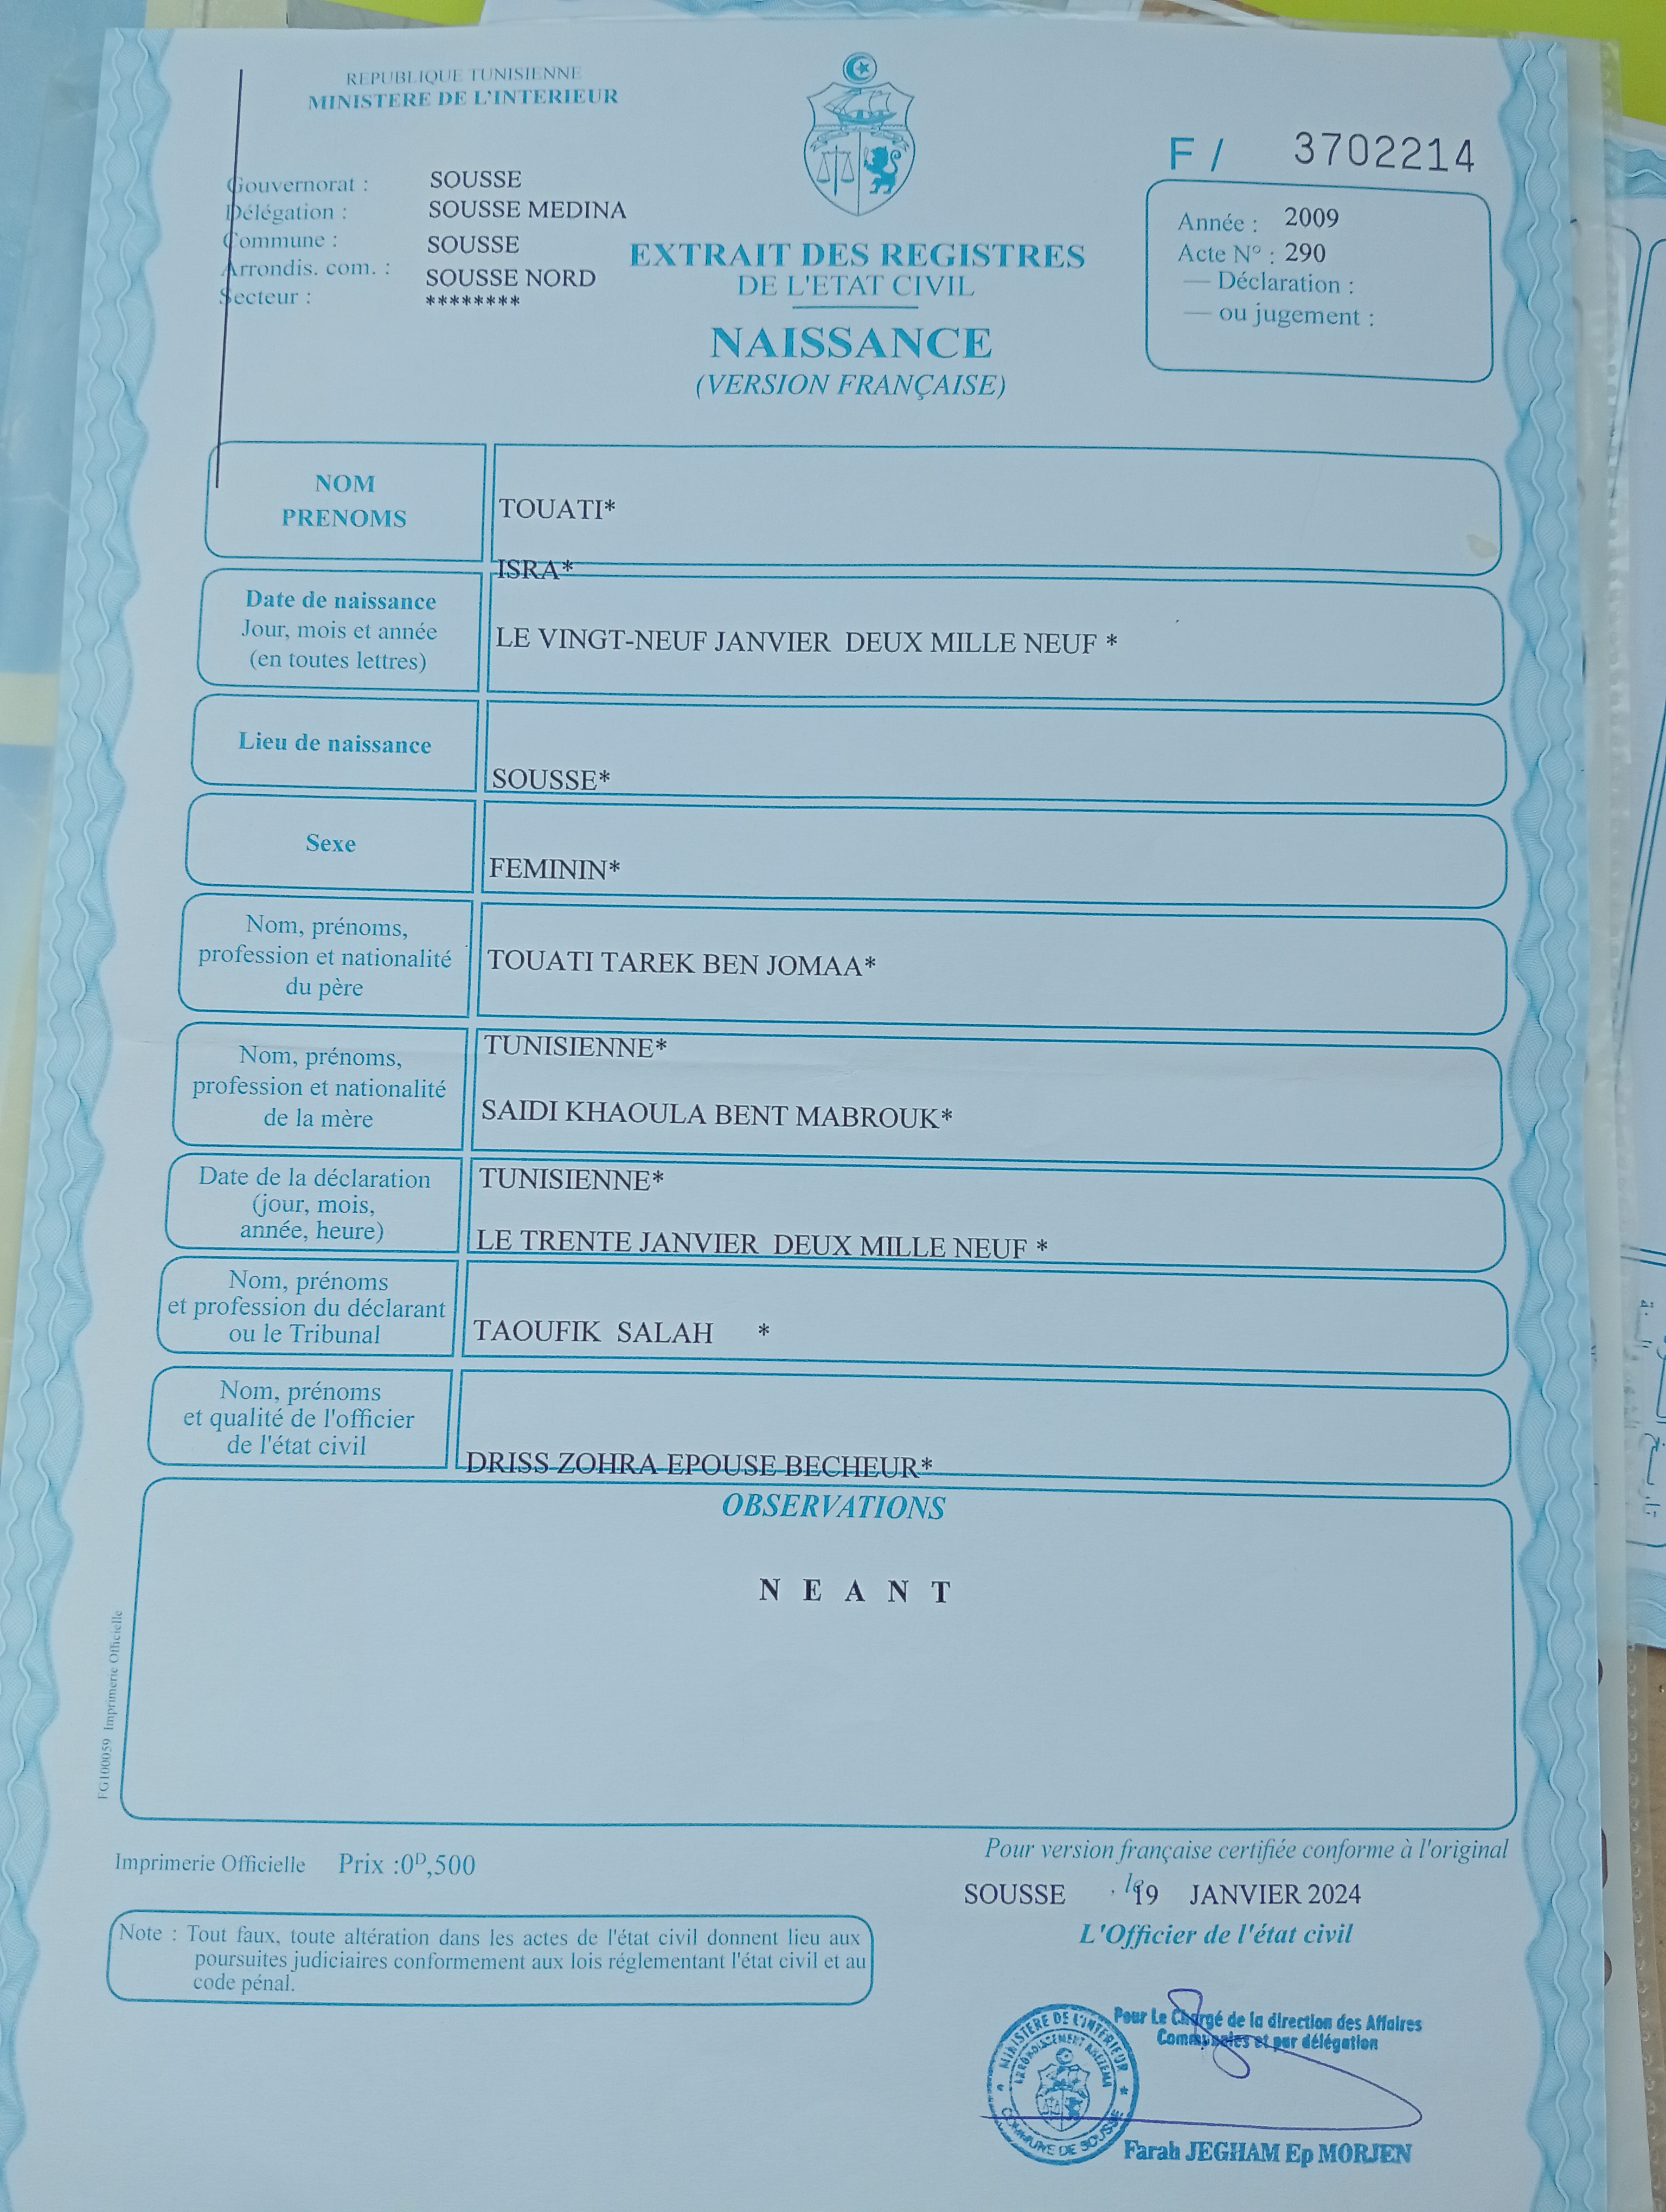 REPUBLIQUE TUNISIENNE
MINISTERE DE L'INTERIEUR
F / 3702214
Gouvernorat : SOUSSE
Délégation : SOUSSE MEDINA
Commune : SOUSSE
Arrondis. com. : SOUSSE NORD
Secteur : ********
EXTRAIT DES REGISTRES
DE L'ETAT CIVIL
NAISSANCE
(VERSION FRANÇAISE)
Année : 2009
Acte N° : 290
— Déclaration :
— ou jugement :
NOM
PRENOMS
TOUATI*
ISRA*
Date de naissance
Jour, mois et année
(en toutes lettres)
LE VINGT-NEUF JANVIER DEUX MILLE NEUF *
Lieu de naissance
SOUSSE*
Sexe
FEMININ*
Nom, prénoms,
profession et nationalité
du père
TOUATI TAREK BEN JOMAA*
TUNISIENNE*
Nom, prénoms,
profession et nationalité
de la mère
SAIDI KHAOULA BENT MABROUK*
TUNISIENNE*
Date de la déclaration
(jour, mois,
année, heure)
LE TRENTE JANVIER DEUX MILLE NEUF *
Nom, prénoms
et profession du déclarant
ou le Tribunal
TAOUFIK SALAH *
Nom, prénoms
et qualité de l'officier
de l'état civil
DRISS ZOHRA EPOUSE BECHEUR*
OBSERVATIONS
N E A N T
FG100059 Imprimerie Officielle
Imprimerie Officielle Prix :0ᴰ,500
Pour version française certifiée conforme à l'original
SOUSSE , le 19 JANVIER 2024
L'Officier de l'état civil
Note : Tout faux, toute altération dans les actes de l'état civil donnent lieu aux
poursuites judiciaires conformement aux lois réglementant l'état civil et au
code pénal.
Pour Le Chargé de la direction des Affaires
Communales et par délégation
MINISTERE DE L'INTERIEUR
COMMUNE DE SOUSSE
Farah JEGHAM Ep MORJEN